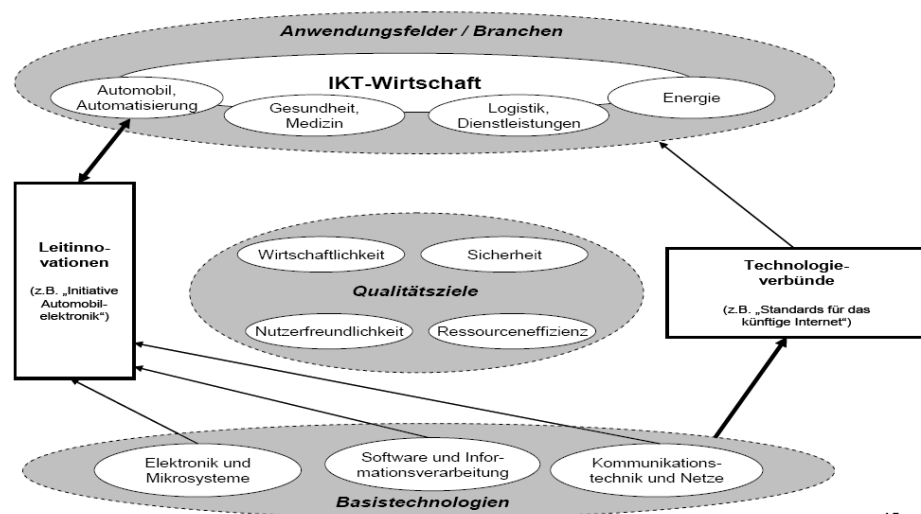 Anwendungsfelder / Branchen
IKT-Wirtschaft
Automobil,
Automatisierung
Gesundheit,
Medizin
Logistik,
Dienstleistungen
Energie
Leitinno-
vationen
(z.B. „Initiative
Automobil-
elektronik“)
Wirtschaftlichkeit
Sicherheit
Qualitätsziele
Nutzerfreundlichkeit
Ressourceneffizienz
Technologie-
verbünde
(z.B. „Standards für das
künftige Internet“)
Elektronik und
Mikrosysteme
Software und Infor-
mationsverarbeitung
Kommunikations-
technik und Netze
Basistechnologien